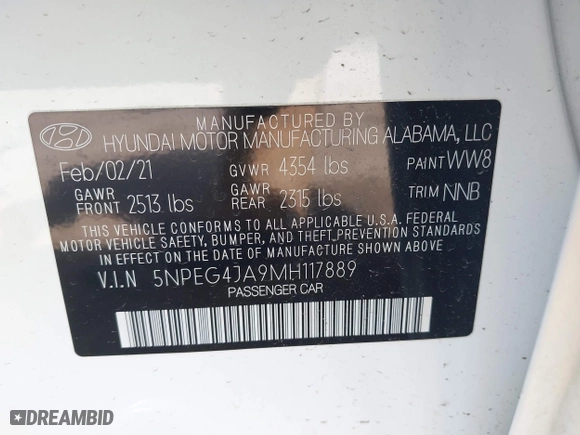 MANUFACTURED BY
HYUNDAI MOTOR MANUFACTURING ALABAMA, LLC
Feb/02/21 GVWR 4354 lbs PAINT WW8
GAWR FRONT 2513 lbs GAWR REAR 2315 lbs TRIM NNB
THIS VEHICLE CONFORMS TO ALL APPLICABLE U.S.A. FEDERAL
MOTOR VEHICLE SAFETY, BUMPER, AND THEFT PREVENTION STANDARDS
IN EFFECT ON THE DATE OF MANUFACTURE SHOWN ABOVE.
V.I.N 5NPEG4JA9MH117889
PASSENGER CAR
DREAMBID